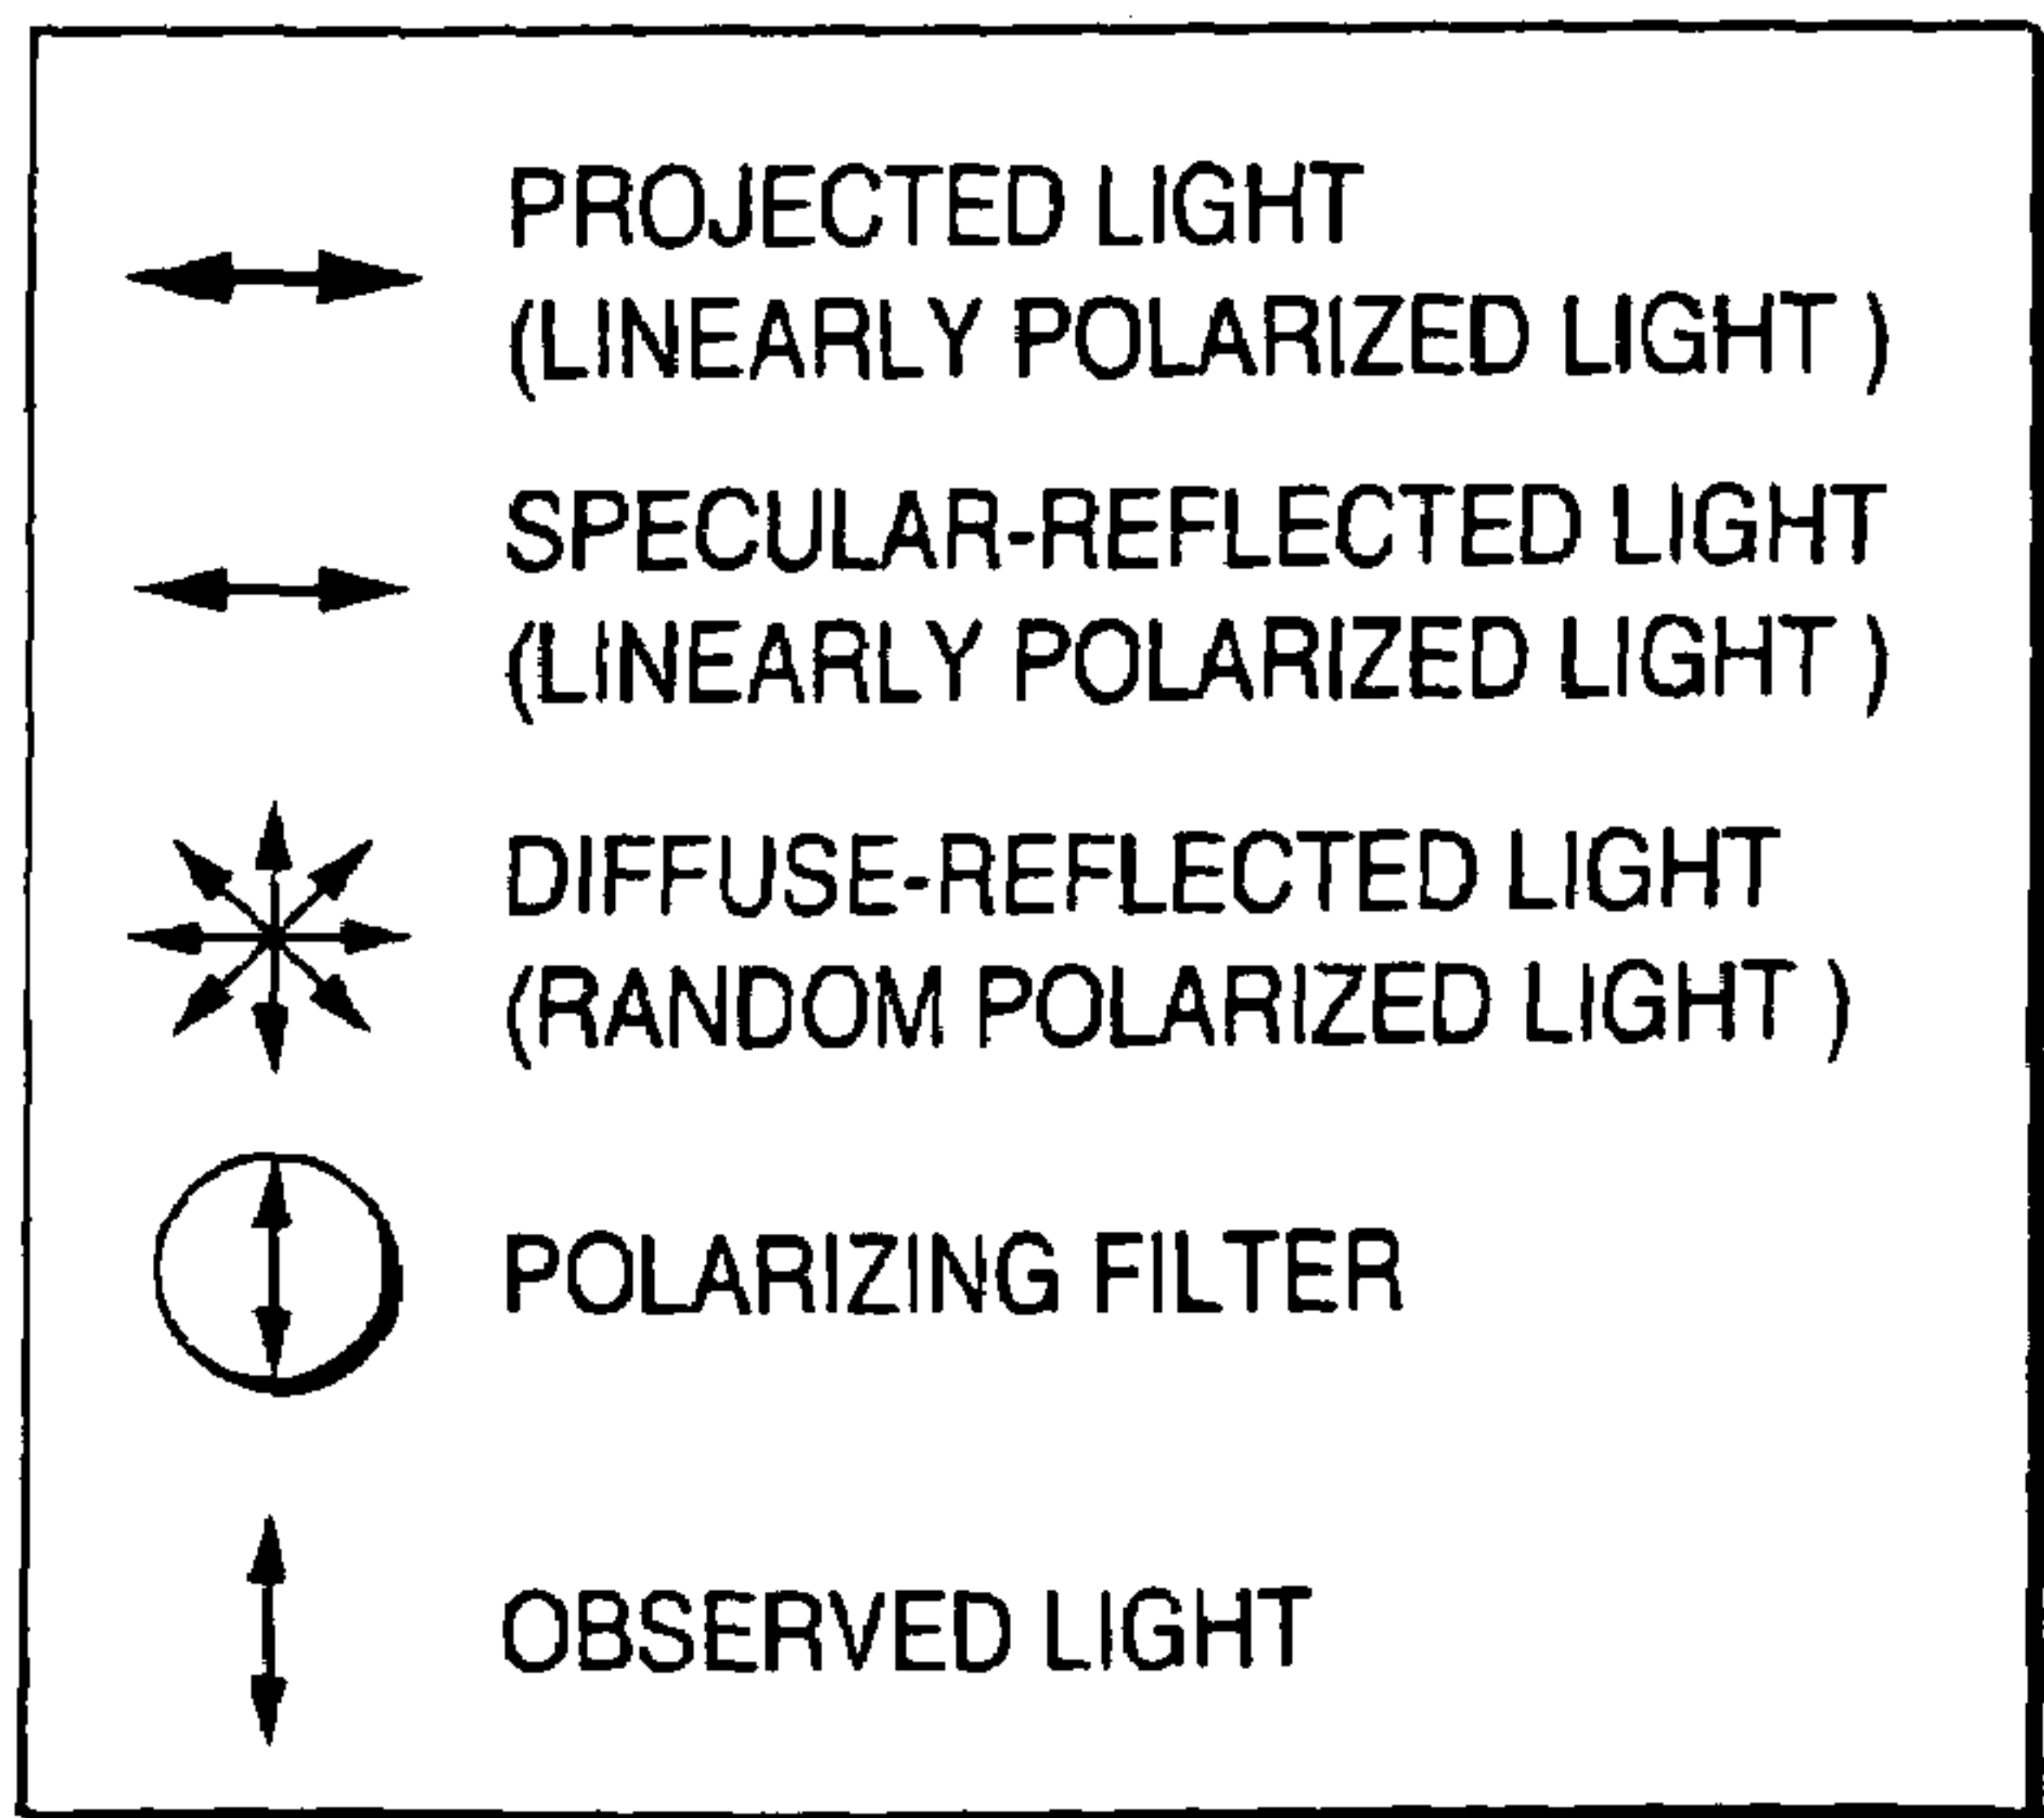 PROJECTED LIGHT
(LINEARLY POLARIZED LIGHT )
SPECULAR-REFLECTED LIGHT
(LINEARLY POLARIZED LIGHT )
DIFFUSE-REFLECTED LIGHT
(RANDOM POLARIZED LIGHT )
POLARIZING FILTER
OBSERVED LIGHT